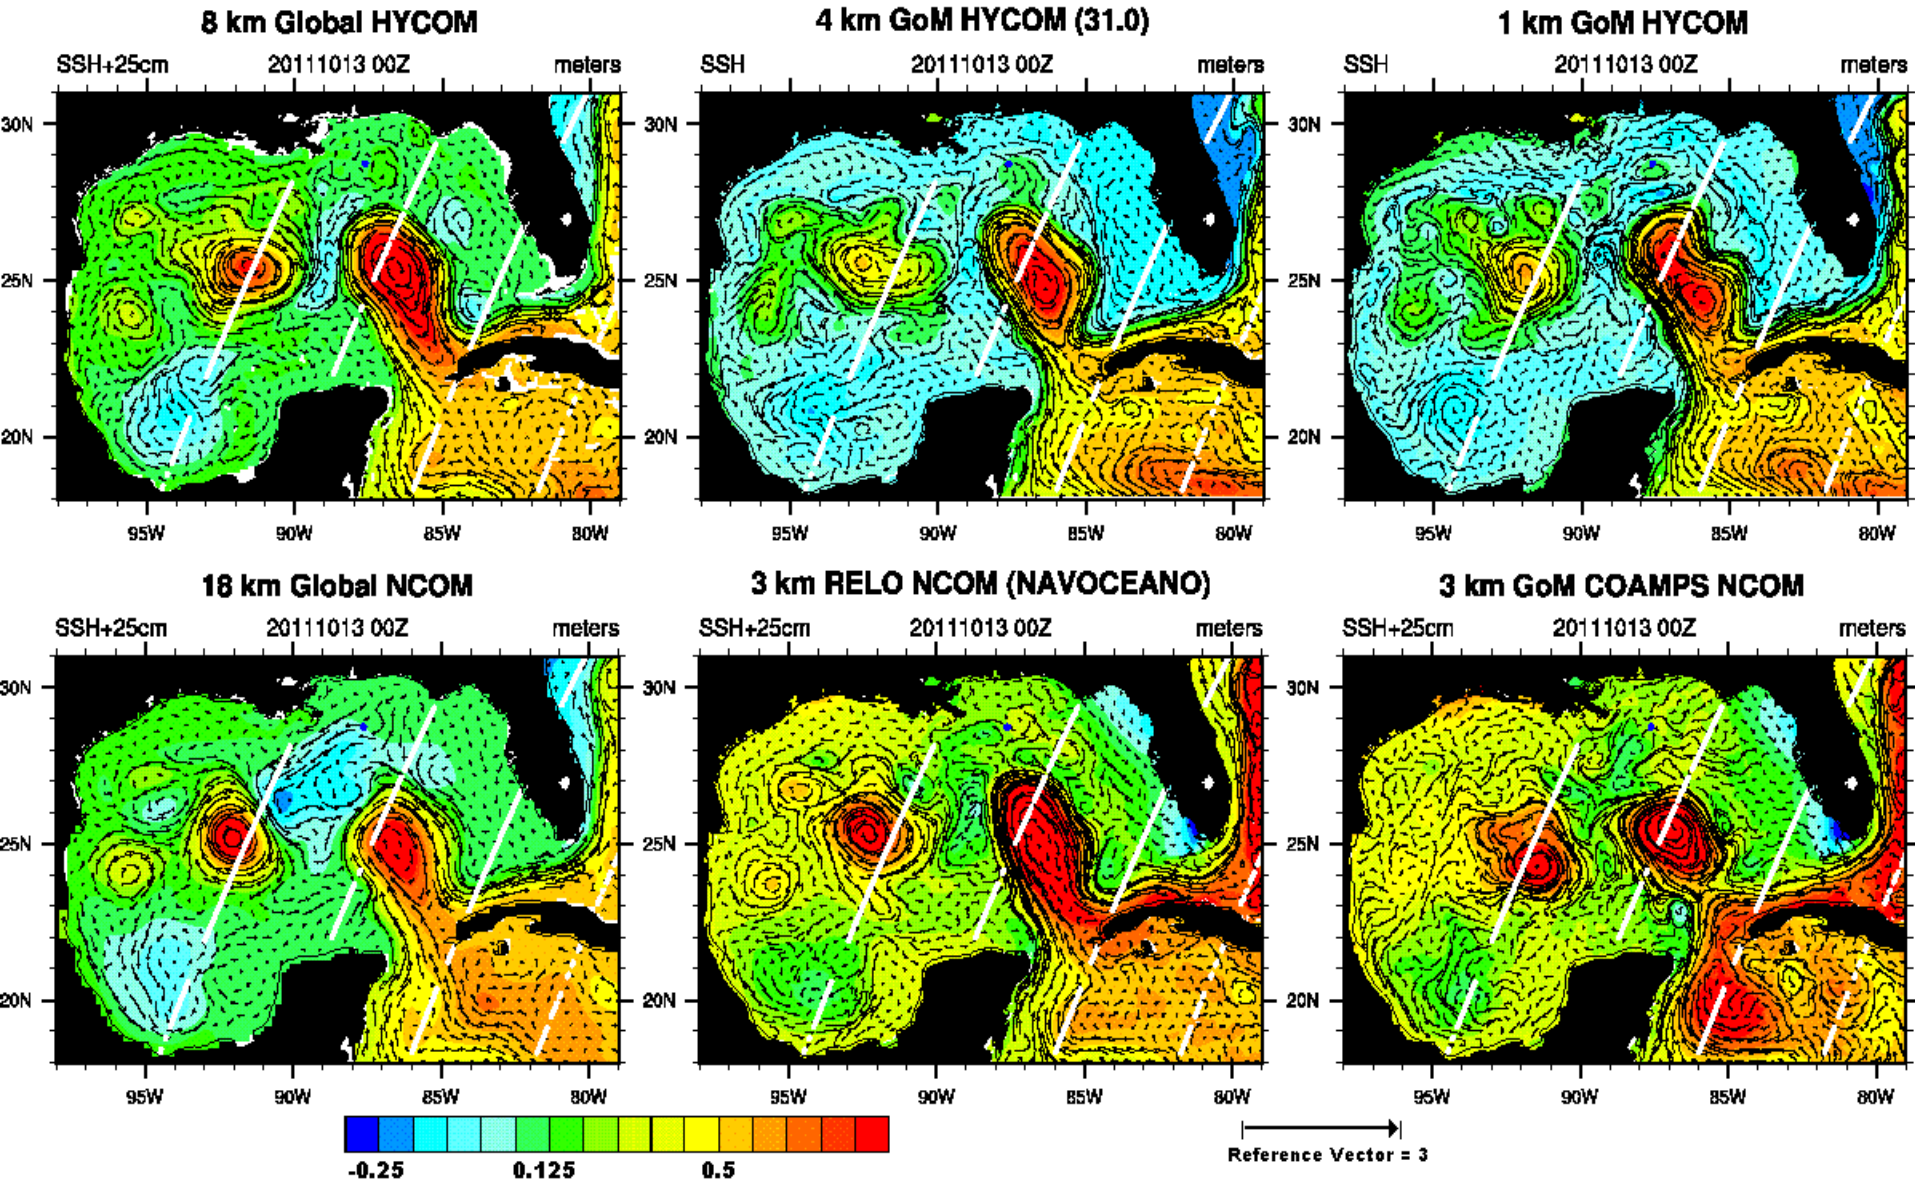 8 km Global HYCOM 4 km GoM HYCOM (31.0) 1 km GoM HYCOM
SSH+25cm 20111013 00Z meters SSH 20111013 00Z meters SSH 20111013 00Z meters
30N 30N 30N
25N 25N 25N
20N 20N 20N
95W 90W 85W 80W 95W 90W 85W 80W 95W 90W 85W 80W
18 km Global NCOM 3 km RELO NCOM (NAVOCEANO) 3 km GoM COAMPS NCOM
SSH+25cm 20111013 00Z meters SSH+25cm 20111013 00Z meters SSH+25cm 20111013 00Z meters
30N 30N 30N
25N 25N 25N
20N 20N 20N
95W 90W 85W 80W 95W 90W 85W 80W 95W 90W 85W 80W
-0.25 0.125 0.5
Reference Vector = 3